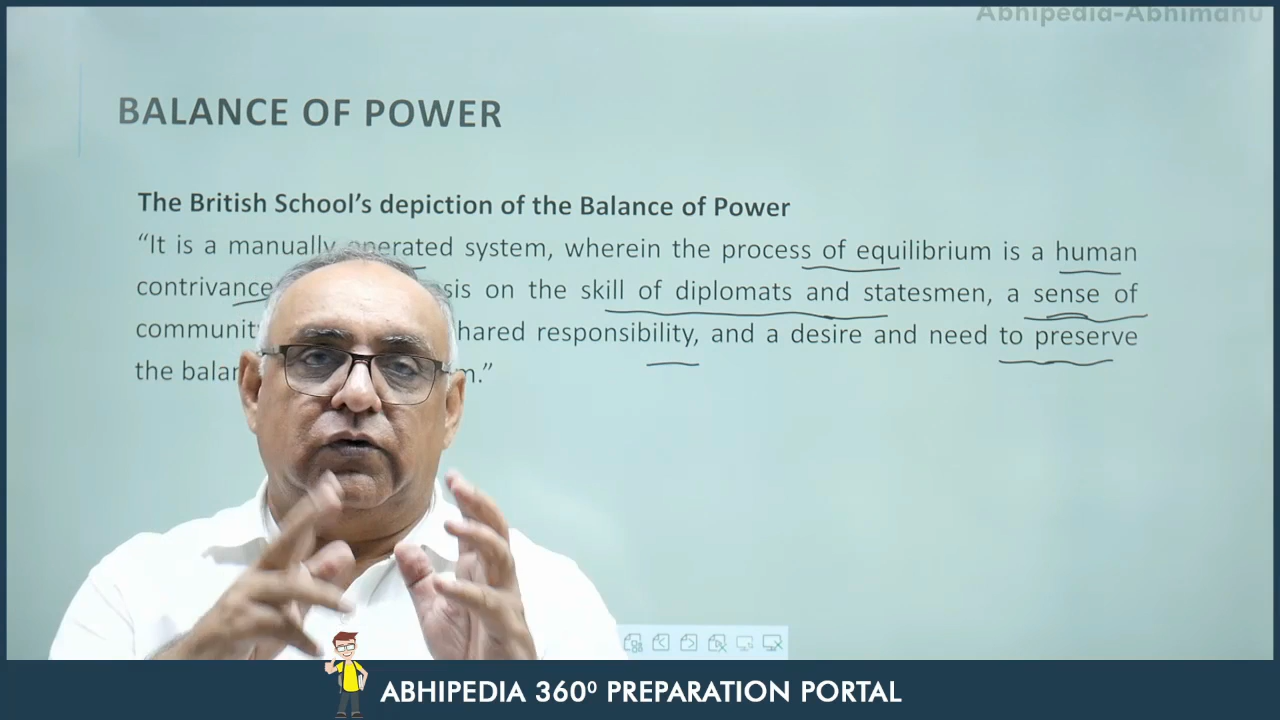 Abhipedia-Abhimanu
BALANCE OF POWER
The British School's depiction of the Balance of Power
“It is a manually operated system, wherein the process of equilibrium is a human
contrivance sis on the skill of diplomats and statesmen, a sense of
communit hared responsibility, and a desire and need to preserve
the balan m.”
ABHIPEDIA 360⁰ PREPARATION PORTAL